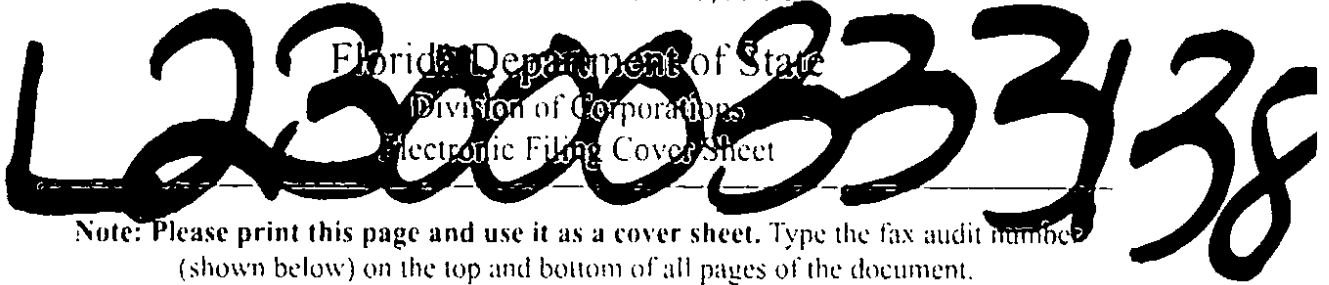 L23000333138
Florida Department of State
Division of Corporations
Electronic Filing Cover Sheet
Note: Please print this page and use it as a cover sheet. Type the fax audit number
(shown below) on the top and bottom of all pages of the document.